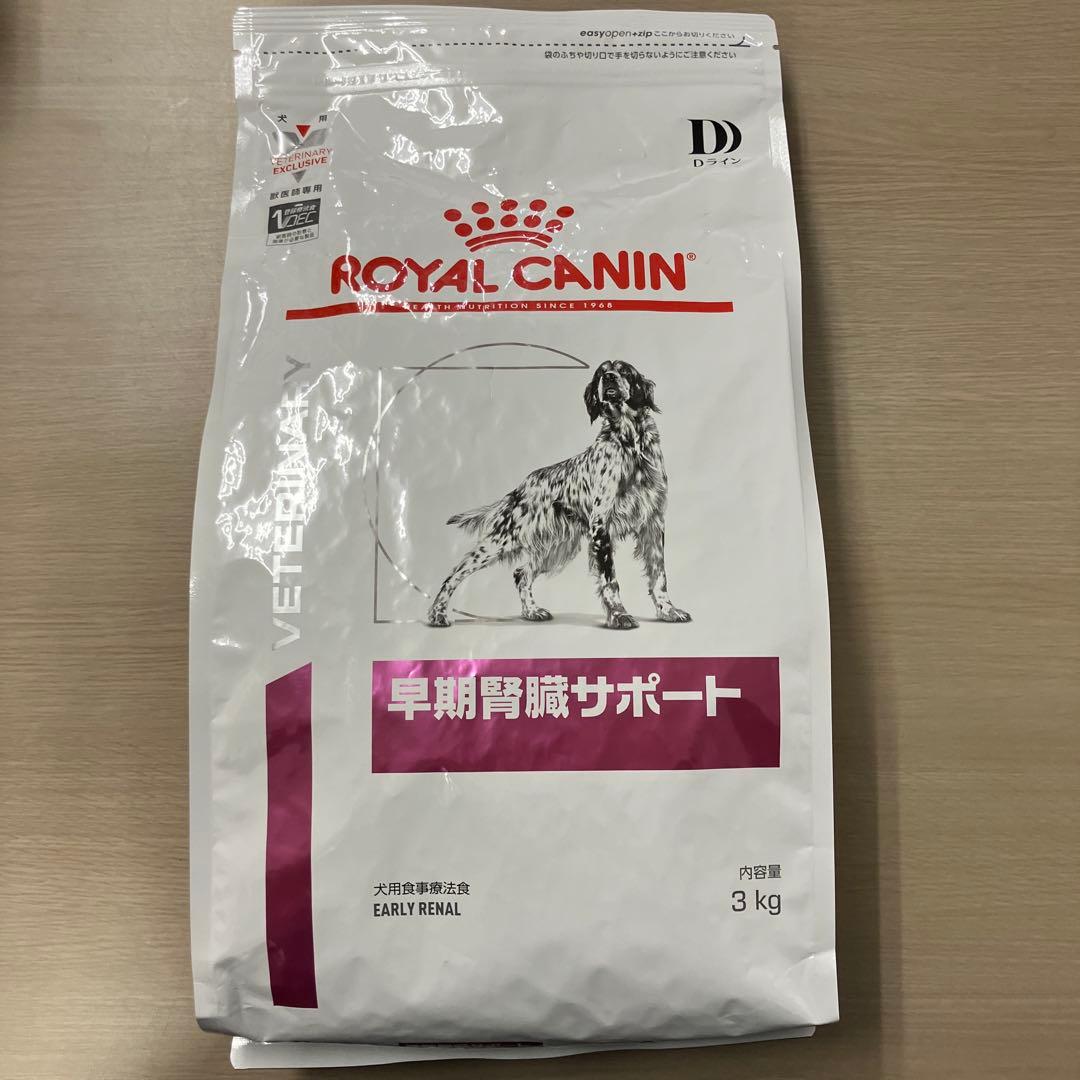 easyopen+zip ここからお切りください
袋のふちや切り口で手を切らないようにご注意ください
犬 用
VETERINARY
EXCLUSIVE
獣医師専用
DD
Dライン
ROYAL CANIN®
HEALTH NUTRITION SINCE 1968
VETERINARY
早期腎臓サポート
犬用食事療法食
EARLY RENAL
内容量
3 kg